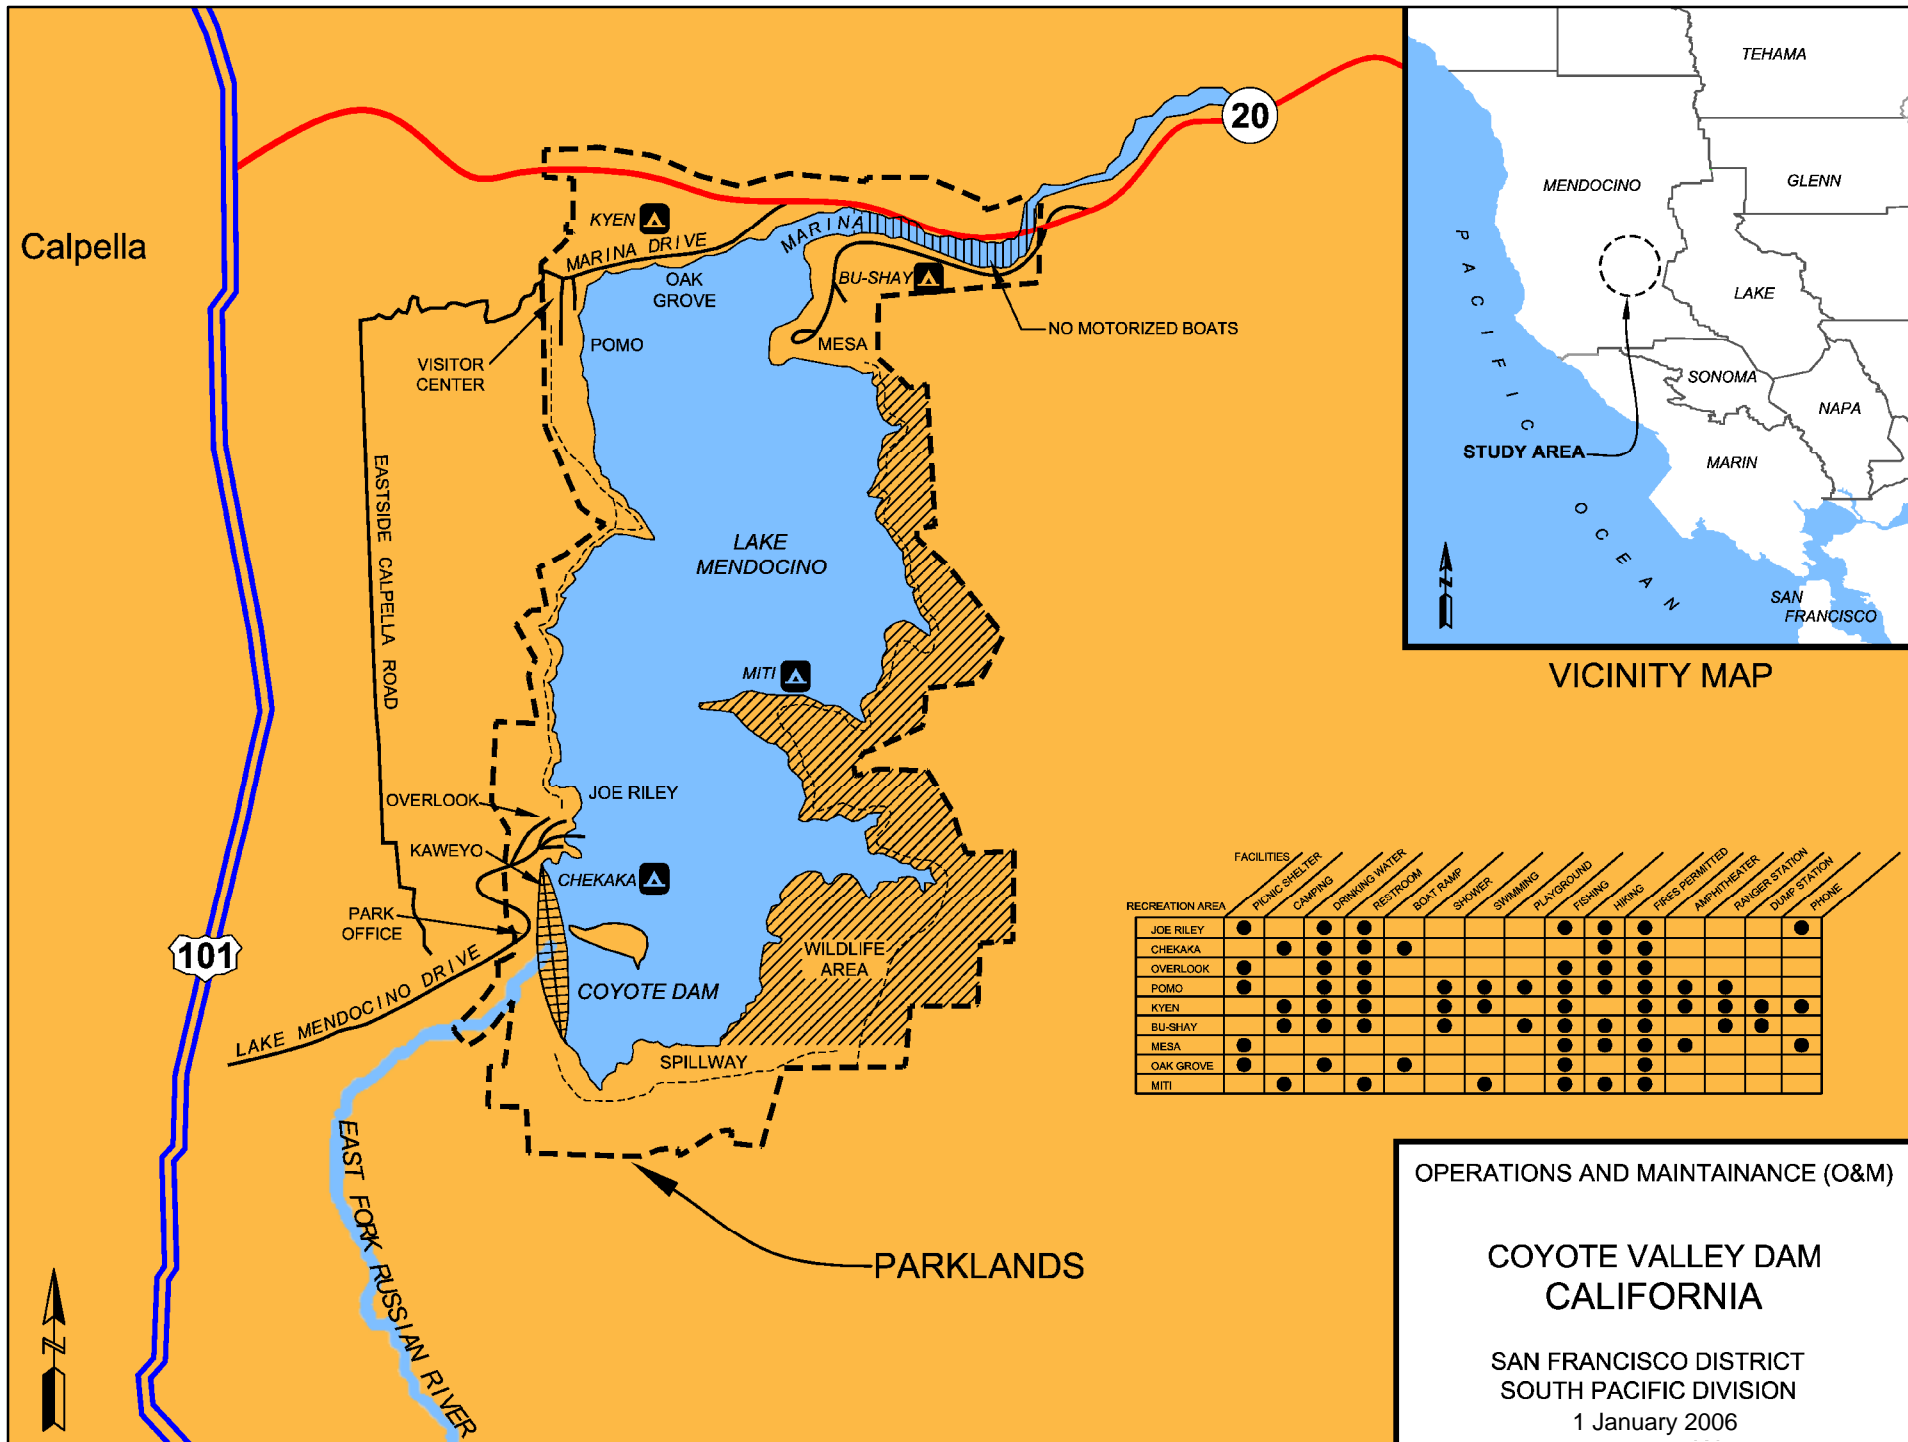 Calpella
20
KYEN
MARINA DRIVE
MARINA
OAK
GROVE
BU-SHAY
NO MOTORIZED BOATS
POMO
MESA
VISITOR
CENTER
EASTSIDE CALPELLA ROAD
LAKE
MENDOCINO
MITI
JOE RILEY
OVERLOOK
KAWEYO
CHEKAKA
PARK
OFFICE
101
LAKE MENDOCINO DRIVE
WILDLIFE
AREA
COYOTE DAM
SPILLWAY
EAST FORK RUSSIAN RIVER
PARKLANDS
N
TEHAMA
MENDOCINO
GLENN
LAKE
SONOMA
NAPA
STUDY AREA
MARIN
PACIFIC OCEAN
SAN
FRANCISCO
N
VICINITY MAP
FACILITIES
PICNIC SHELTER
CAMPING
DRINKING WATER
RESTROOM
BOAT RAMP
SHOWER
SWIMMING
PLAYGROUND
FISHING
HIKING
FIRES PERMITTED
AMPHITHEATER
RANGER STATION
DUMP STATION
PHONE
RECREATION AREA
JOE RILEY
CHEKAKA
OVERLOOK
POMO
KYEN
BU-SHAY
MESA
OAK GROVE
MITI
OPERATIONS AND MAINTAINANCE (O&M)
COYOTE VALLEY DAM
CALIFORNIA
SAN FRANCISCO DISTRICT
SOUTH PACIFIC DIVISION
1 January 2006